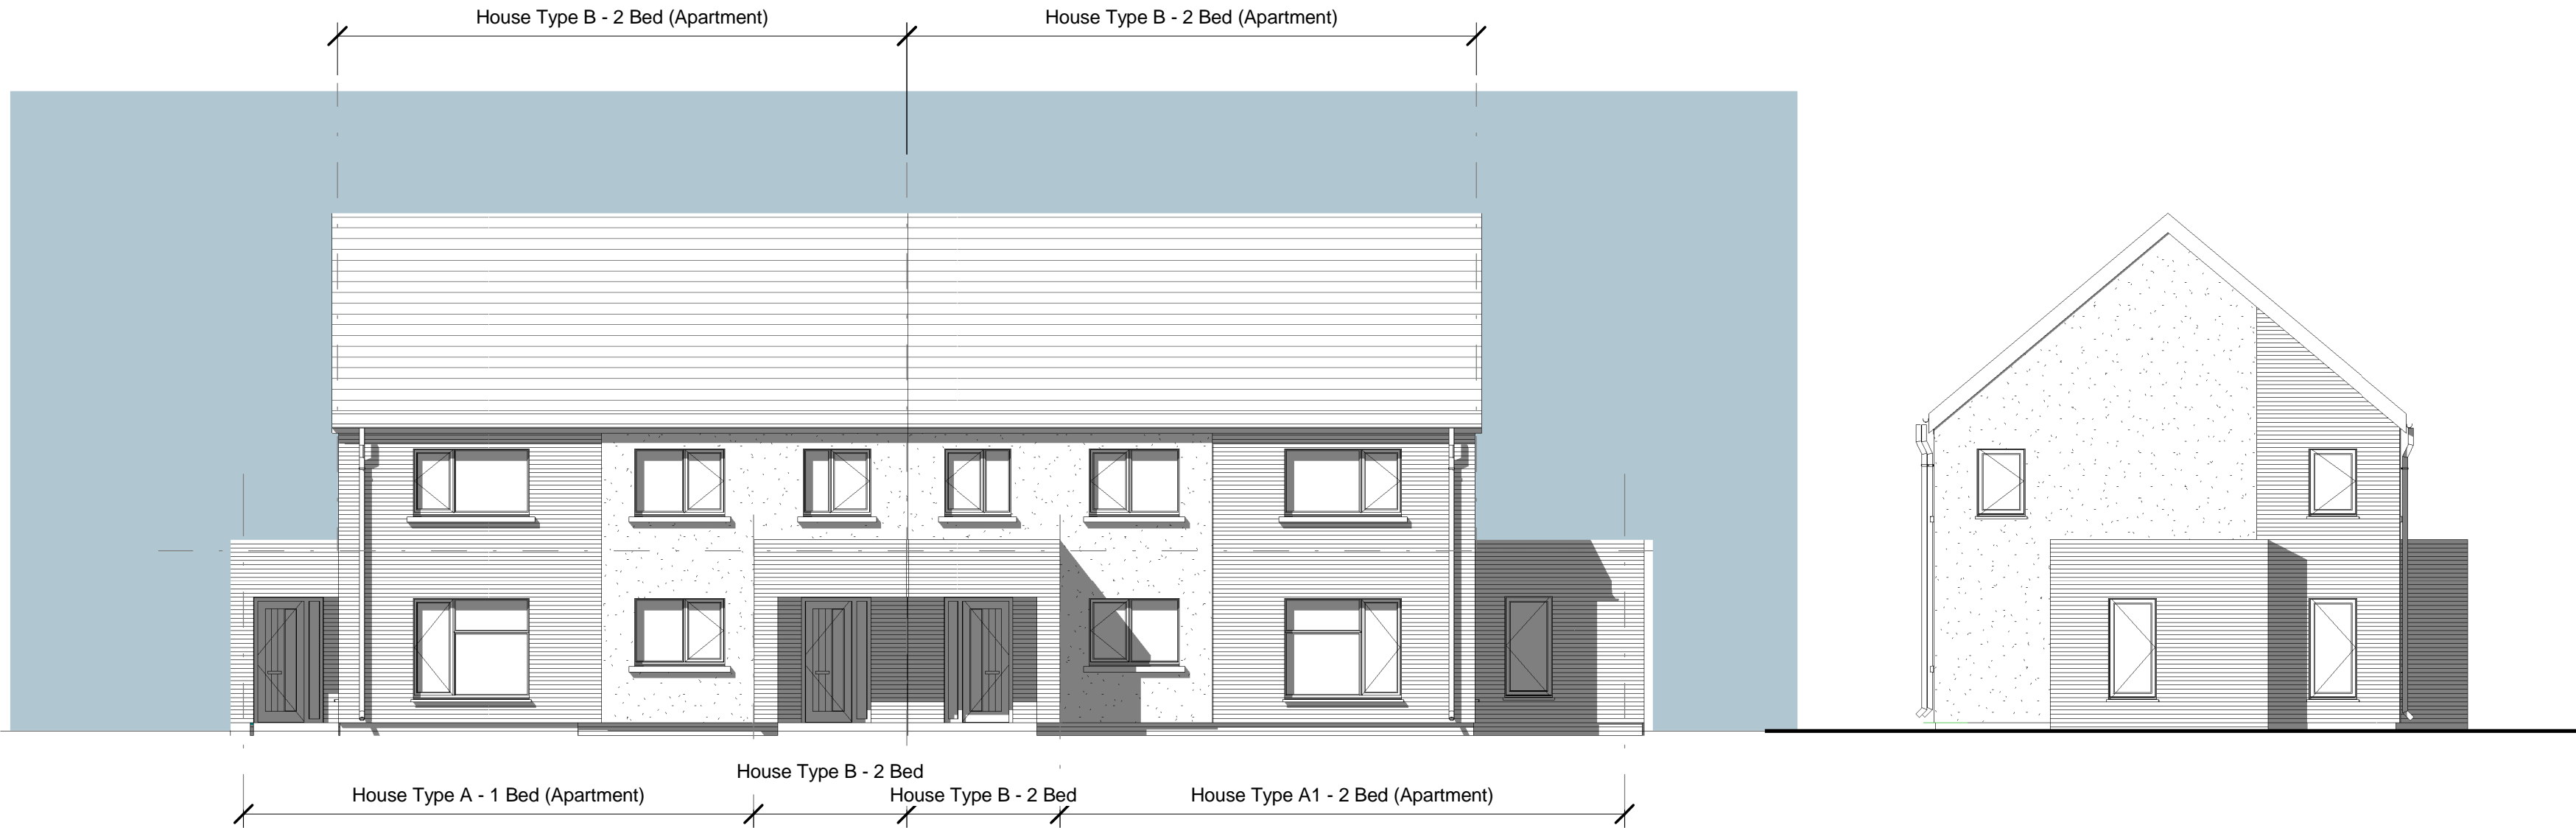 House Type B - 2 Bed (Apartment)
House Type B - 2 Bed (Apartment)
House Type B - 2 Bed
House Type A - 1 Bed (Apartment)
House Type B - 2 Bed
House Type A1 - 2 Bed (Apartment)